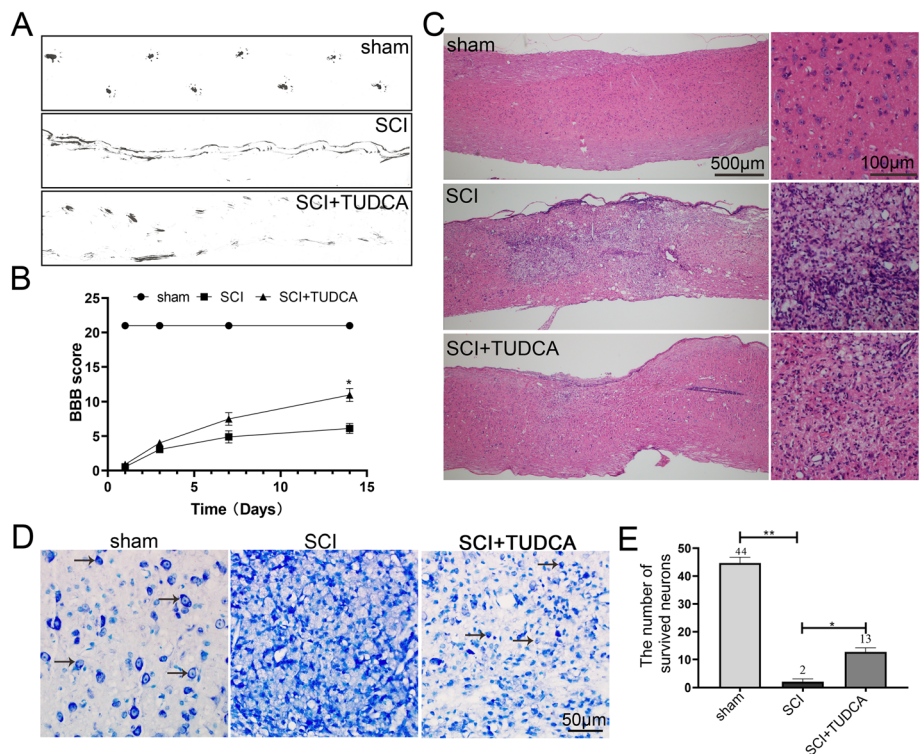 A
sham
SCI
SCI+TUDCA
B
sham SCI SCI+TUDCA
25
20
15
10
5
0
BBB score
*
0 5 10 15
Time（Days）
C
sham
500μm 100μm
SCI
SCI+TUDCA
D
sham SCI SCI+TUDCA
50μm
E
**
*
44
2
13
50
40
30
20
10
0
The number of
survived neurons
sham SCI SCI+TUDCA